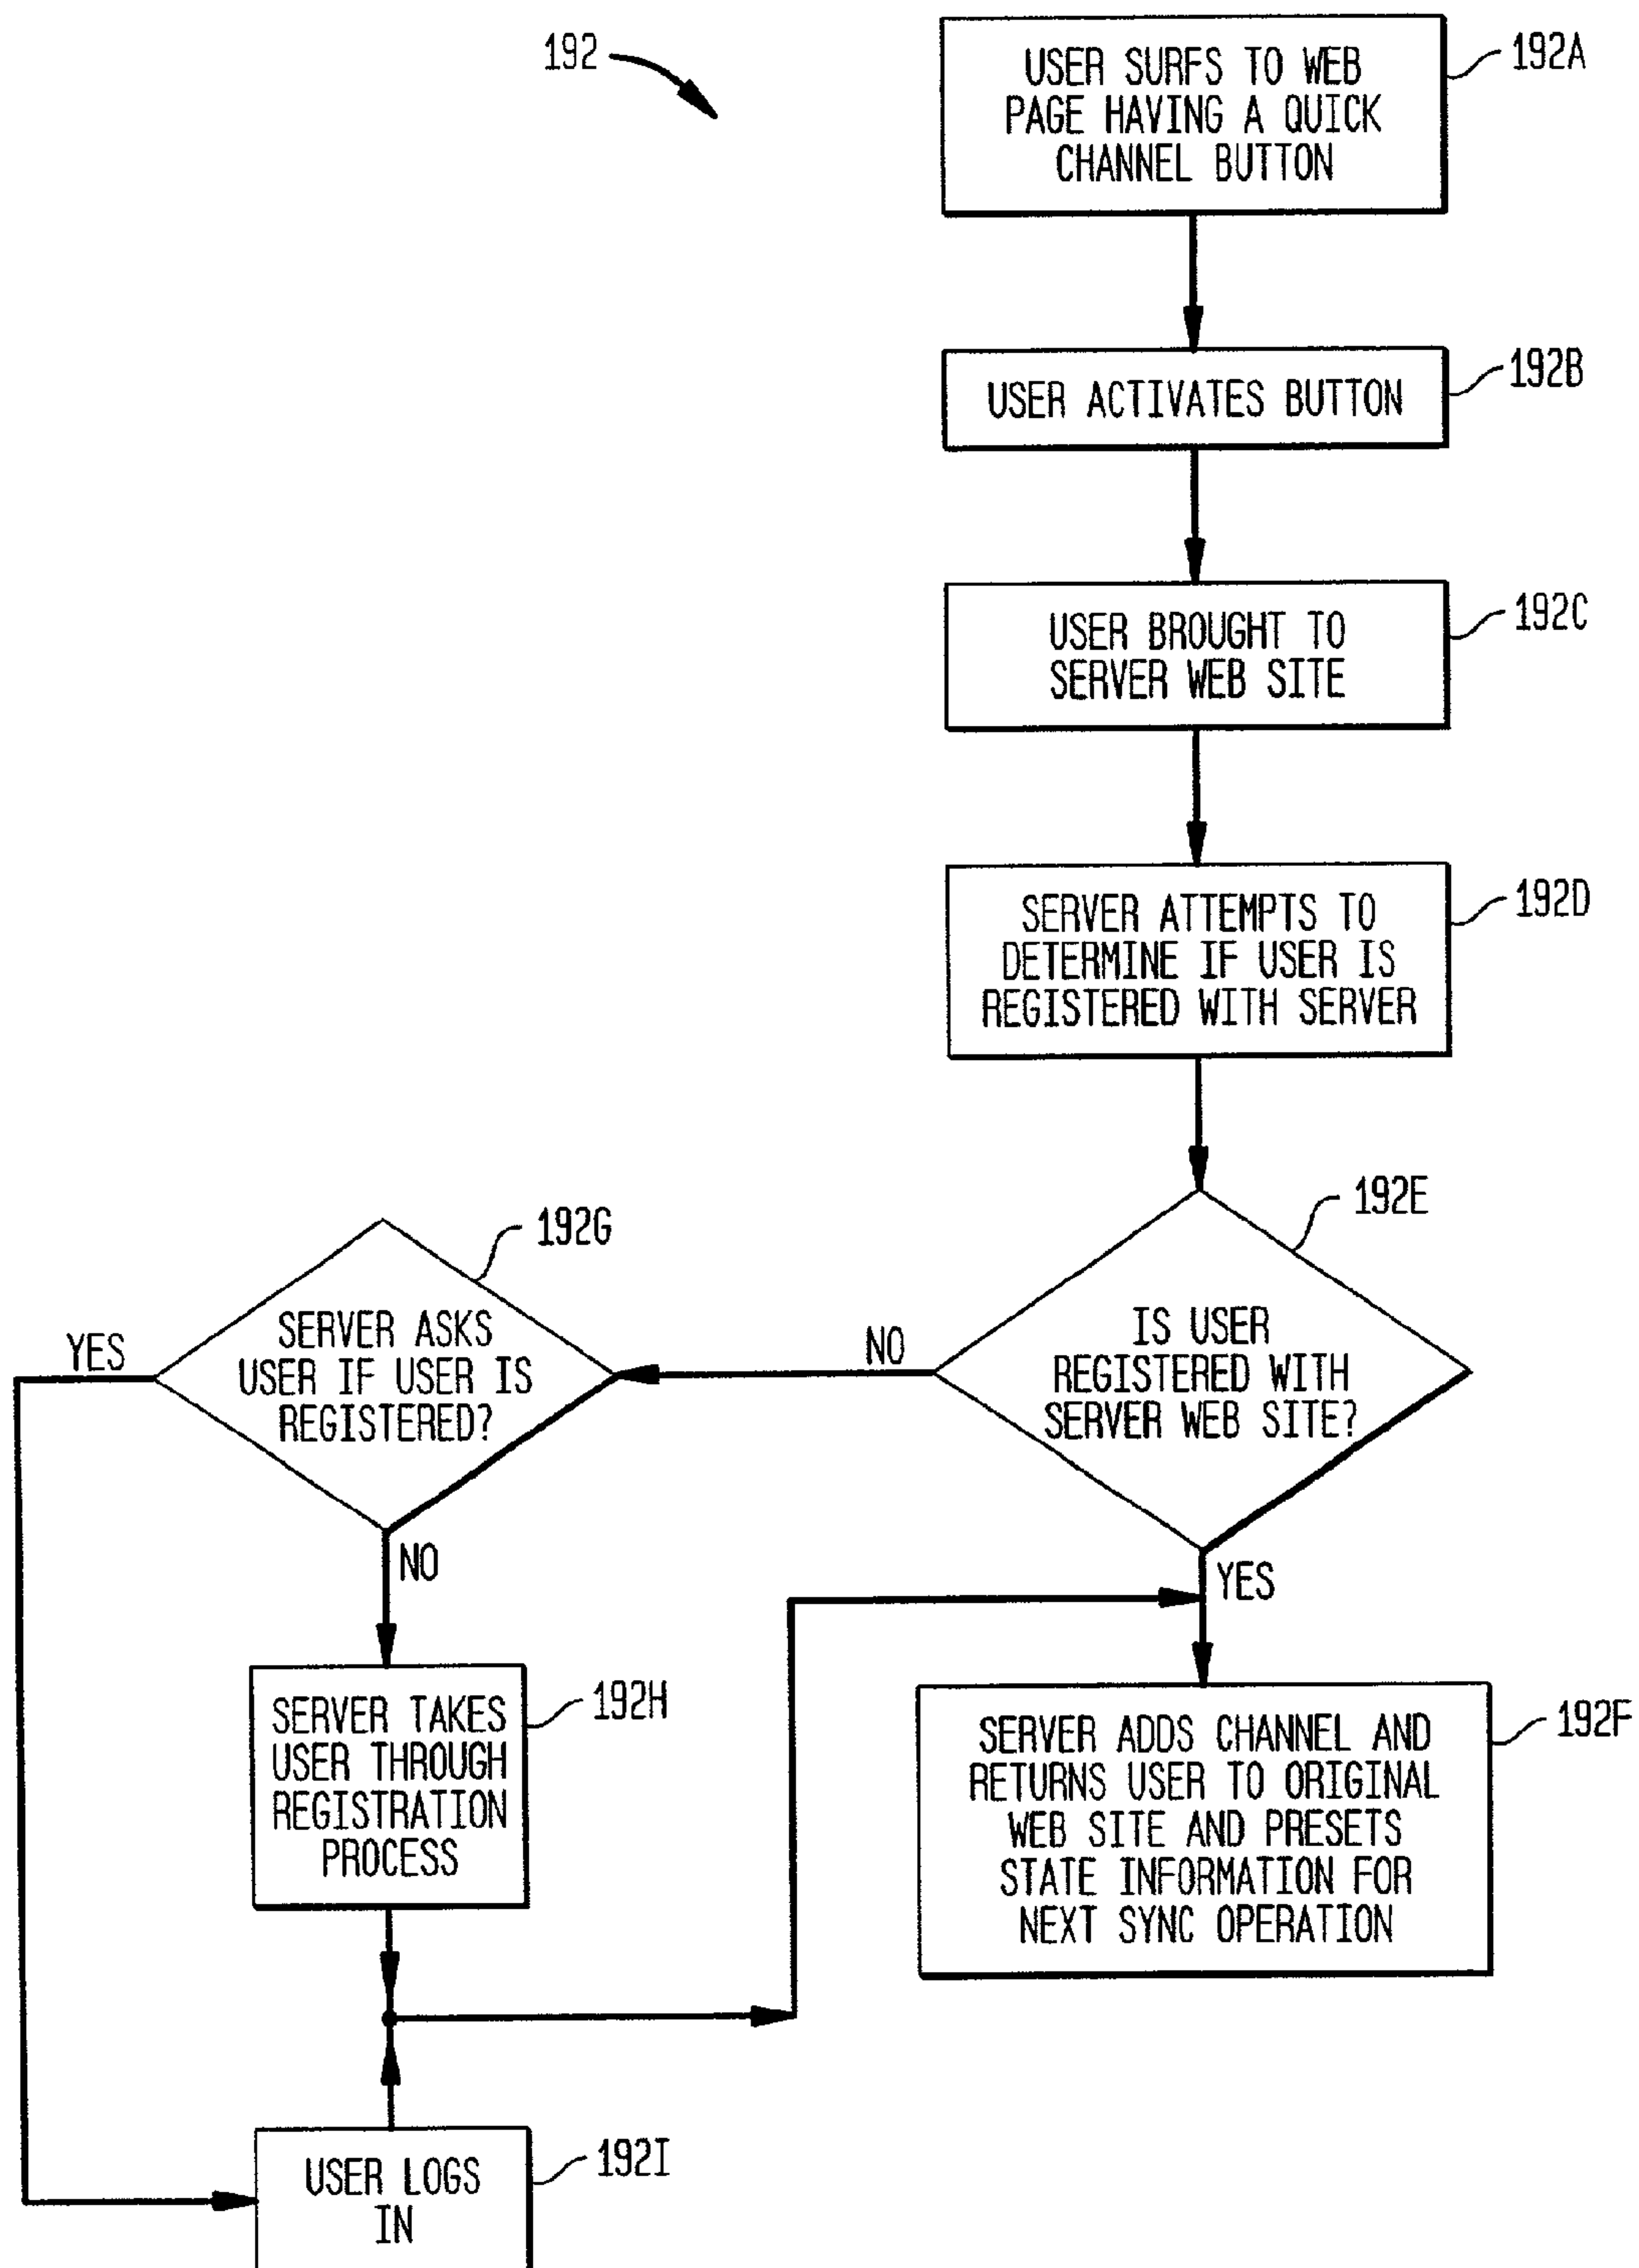 192
USER SURFS TO WEB
PAGE HAVING A QUICK
CHANNEL BUTTON
192A
USER ACTIVATES BUTTON
192B
USER BROUGHT TO
SERVER WEB SITE
192C
SERVER ATTEMPTS TO
DETERMINE IF USER IS
REGISTERED WITH SERVER
192D
IS USER
REGISTERED WITH
SERVER WEB SITE?
192E
NO
YES
SERVER ASKS
USER IF USER IS
REGISTERED?
192G
YES
NO
SERVER TAKES
USER THROUGH
REGISTRATION
PROCESS
192H
SERVER ADDS CHANNEL AND
RETURNS USER TO ORIGINAL
WEB SITE AND PRESETS
STATE INFORMATION FOR
NEXT SYNC OPERATION
192F
USER LOGS
IN
192I